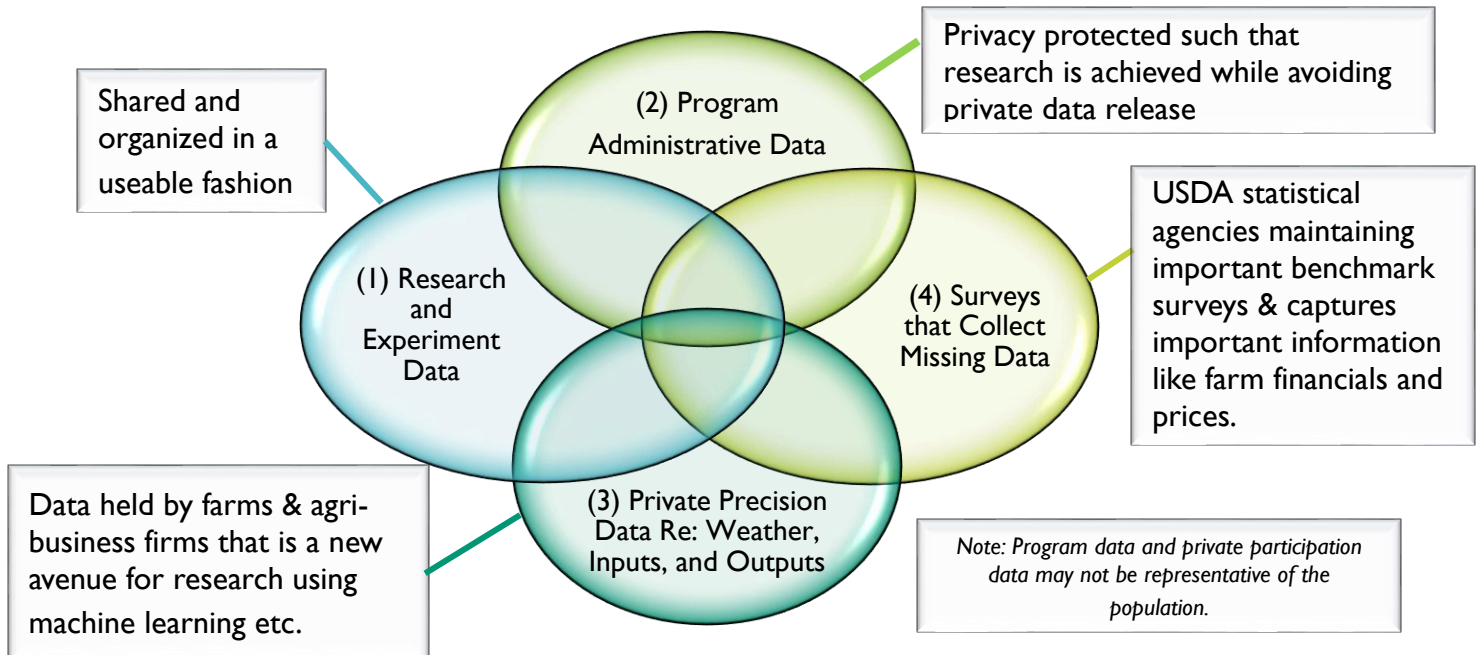 Privacy protected such that
research is achieved while avoiding
private data release
Shared and
organized in a
useable fashion
(2) Program
Administrative Data
USDA statistical
agencies maintaining
important benchmark
surveys & captures
important information
like farm financials and
prices.
(1) Research
and
Experiment
Data
(4) Surveys
that Collect
Missing Data
Data held by farms & agri-
business firms that is a new
avenue for research using
machine learning etc.
(3) Private Precision
Data Re: Weather,
Inputs, and Outputs
Note: Program data and private participation
data may not be representative of the
population.